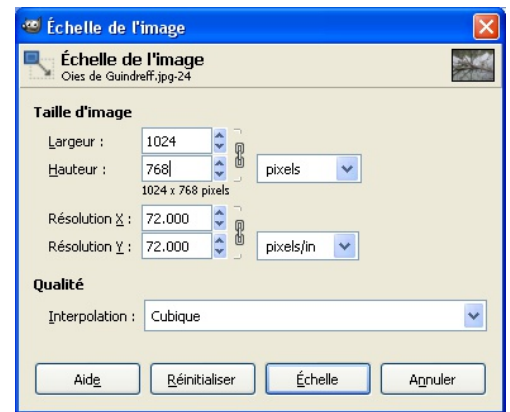 Échelle de l'image
Échelle de l'image
Oies de Guindreff.jpg-24
Taille d'image
Largeur : 1024
Hauteur : 768 pixels
1024 x 768 pixels
Résolution X : 72.000
Résolution Y : 72.000 pixels/in
Qualité
Interpolation : Cubique
Aide Réinitialiser Échelle Annuler